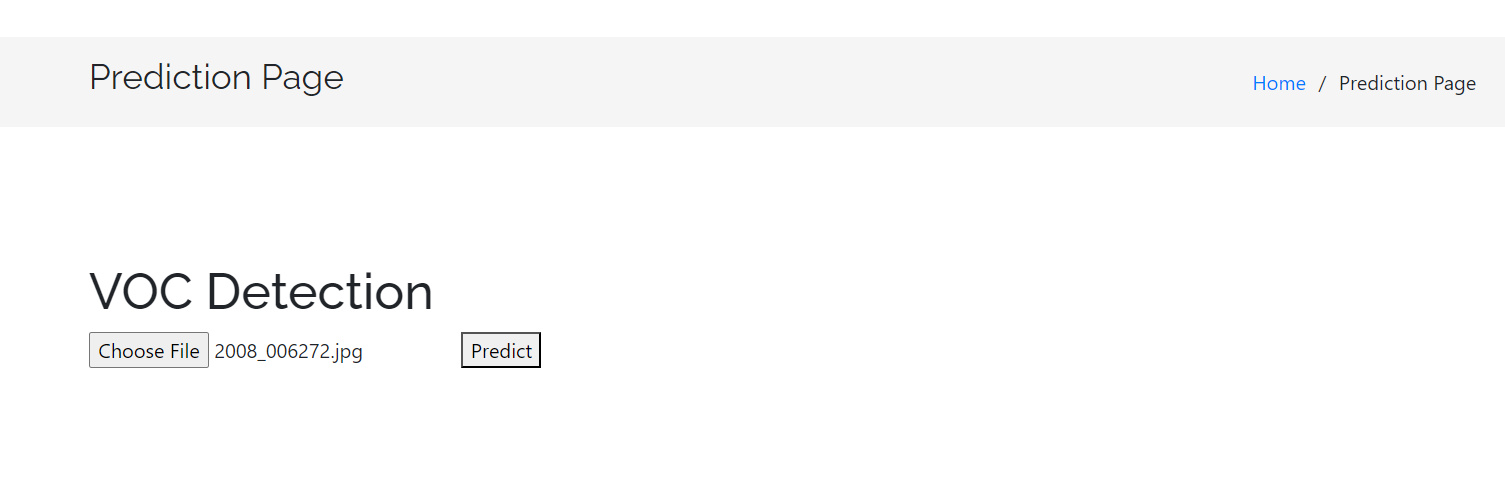 Prediction Page
Home / Prediction Page
VOC Detection
Choose File 2008_006272.jpg Predict